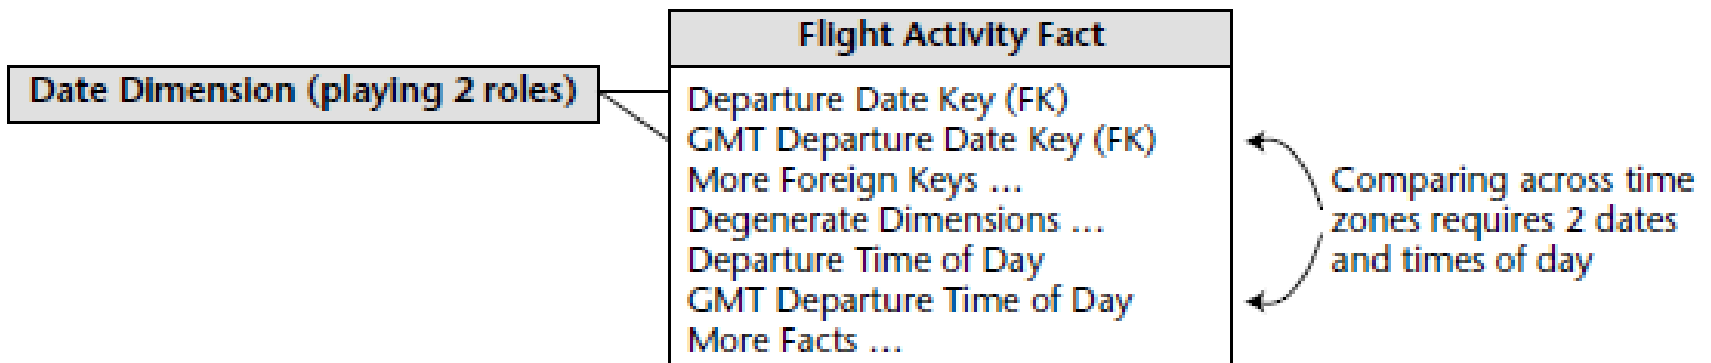 Flight Activity Fact
Date Dimension (playing 2 roles)
Departure Date Key (FK)
GMT Departure Date Key (FK)
More Foreign Keys ...
Degenerate Dimensions ...
Departure Time of Day
GMT Departure Time of Day
More Facts ...
Comparing across time
zones requires 2 dates
and times of day